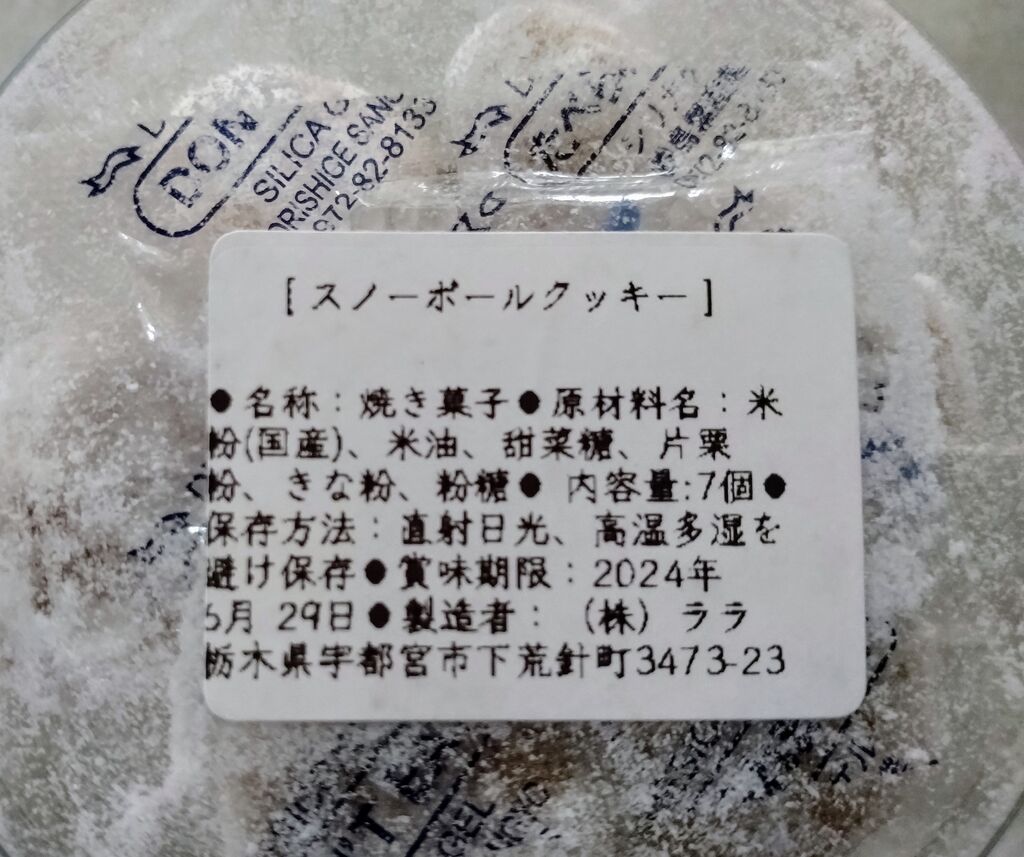 DON
SILICA G
ORISHIGE SANG
972-82-8133
[スノーボールクッキー]
●名称：焼き菓子●原材料名：米
粉(国産)、米油、甜菜糖、片栗
粉、きな粉、粉糖● 内容量:7個●
保存方法：直射日光、高温多湿を
避け保存●賞味期限：2024年
6月 29日●製造者：（株）ララ
栃木県宇都宮市下荒針町3473-23
GEL